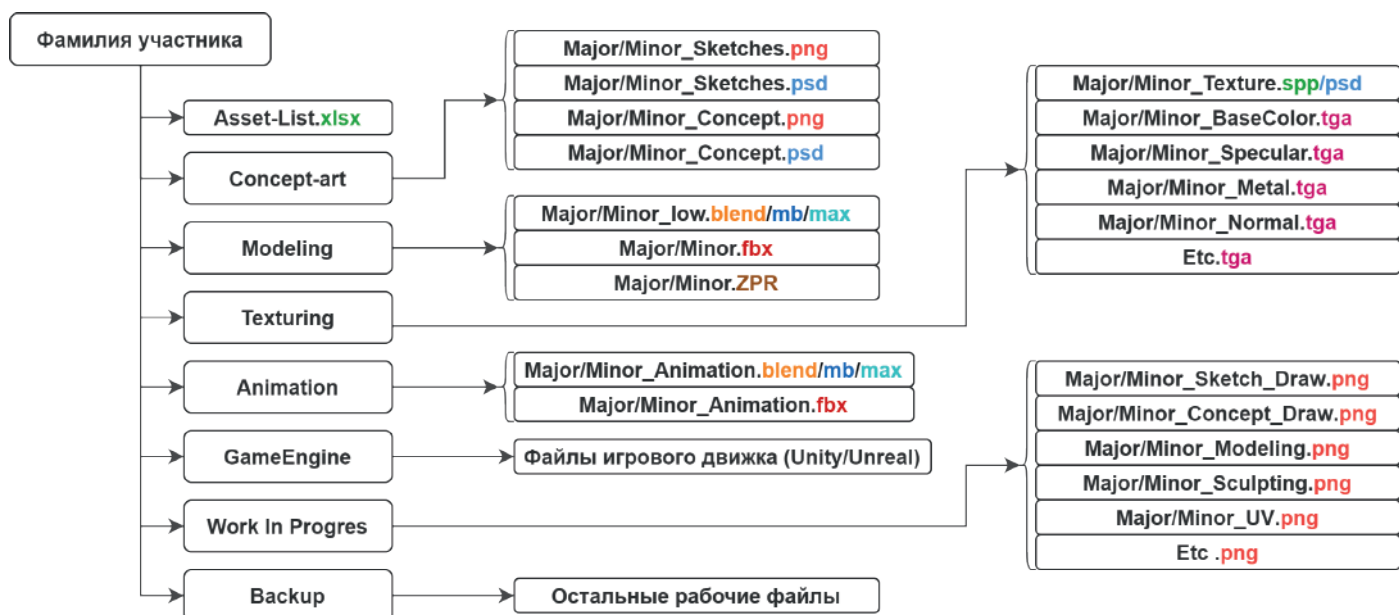 Фамилия участника
Asset-List.xlsx
Concept-art
Major/Minor_Sketches.png
Major/Minor_Sketches.psd
Major/Minor_Concept.png
Major/Minor_Concept.psd
Modeling
Major/Minor_low.blend/mb/max
Major/Minor.fbx
Major/Minor.ZPR
Texturing
Major/Minor_Texture.spp/psd
Major/Minor_BaseColor.tga
Major/Minor_Specular.tga
Major/Minor_Metal.tga
Major/Minor_Normal.tga
Etc.tga
Animation
Major/Minor_Animation.blend/mb/max
Major/Minor_Animation.fbx
GameEngine
Файлы игрового движка (Unity/Unreal)
Work In Progres
Major/Minor_Sketch_Draw.png
Major/Minor_Concept_Draw.png
Major/Minor_Modeling.png
Major/Minor_Sculpting.png
Major/Minor_UV.png
Etc .png
Backup
Остальные рабочие файлы